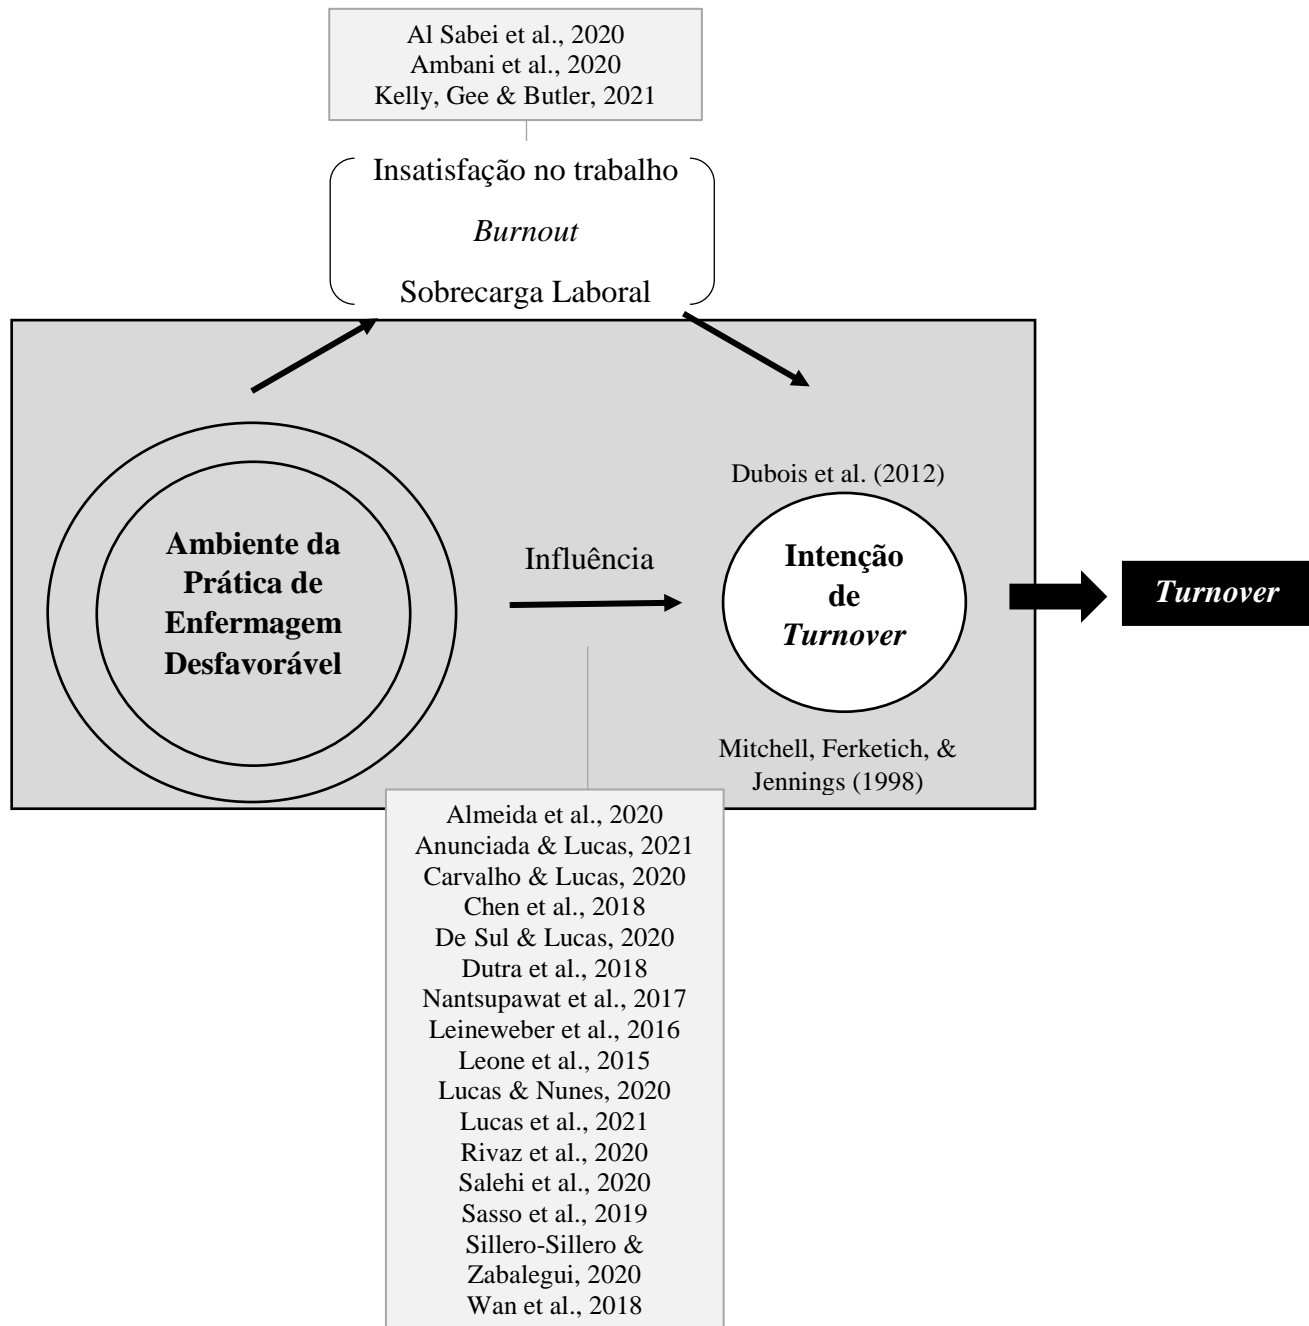 Al Sabei et al., 2020
Ambani et al., 2020
Kelly, Gee & Butler, 2021
Insatisfação no trabalho
Burnout
Sobrecarga Laboral
Ambiente da
Prática de
Enfermagem
Desfavorável
Influência
Dubois et al. (2012)
Intenção
de
Turnover
Mitchell, Ferketich, &
Jennings (1998)
Turnover
Almeida et al., 2020
Anunciada & Lucas, 2021
Carvalho & Lucas, 2020
Chen et al., 2018
De Sul & Lucas, 2020
Dutra et al., 2018
Nantsupawat et al., 2017
Leineweber et al., 2016
Leone et al., 2015
Lucas & Nunes, 2020
Lucas et al., 2021
Rivaz et al., 2020
Salehi et al., 2020
Sasso et al., 2019
Sillero-Sillero &
Zabalegui, 2020
Wan et al., 2018